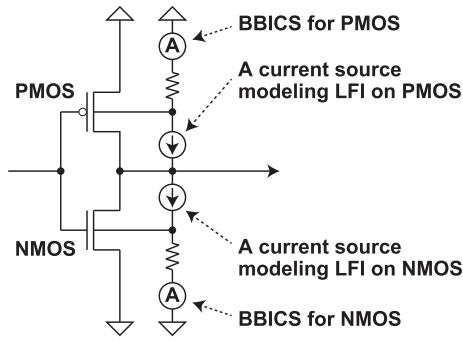 BBICS for PMOS
A
A current source
modeling LFI on PMOS
PMOS
NMOS
A current source
modeling LFI on NMOS
A
BBICS for NMOS